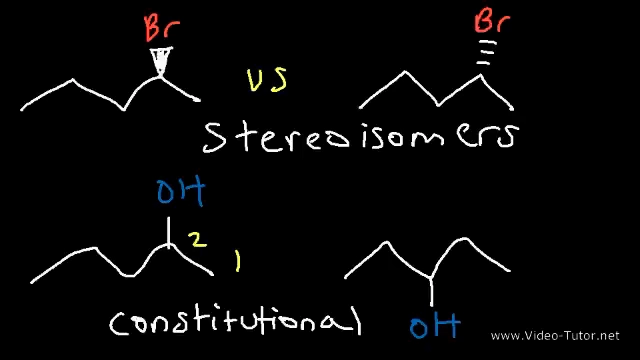 Br
Br
VS
Stereoisomers
OH
2
1
constitutional
OH
www.Video-Tutor.net